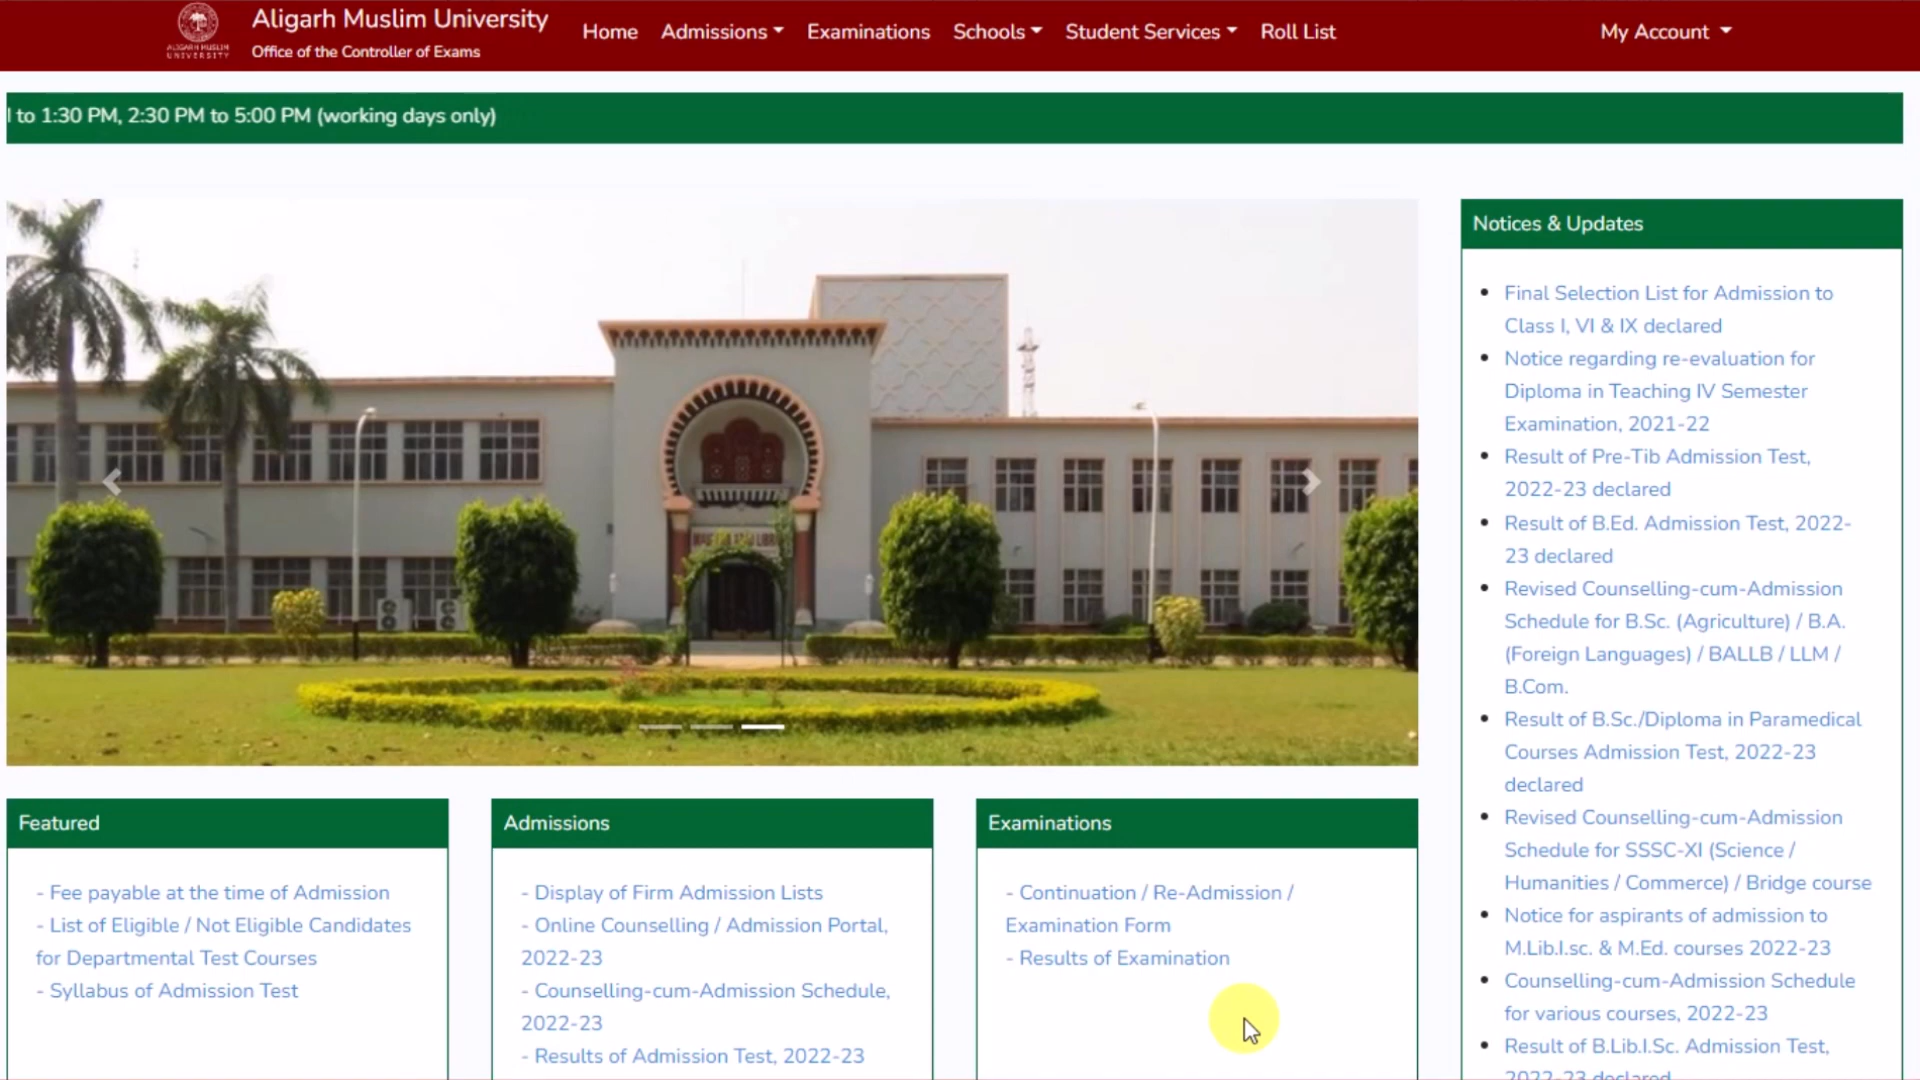 ALIGARH MUSLIM
UNIVERSITY
Aligarh Muslim University
Office of the Controller of Exams
Home
Admissions
Examinations
Schools
Student Services
Roll List
My Account
to 1:30 PM, 2:30 PM to 5:00 PM (working days only)
Notices & Updates
Final Selection List for Admission to
Class I, VI & IX declared
Notice regarding re-evaluation for
Diploma in Teaching IV Semester
Examination, 2021-22
Result of Pre-Tib Admission Test,
2022-23 declared
Result of B.Ed. Admission Test, 2022-
23 declared
Revised Counselling-cum-Admission
Schedule for B.Sc. (Agriculture) / B.A.
(Foreign Languages) / BALLB / LLM /
B.Com.
Result of B.Sc./Diploma in Paramedical
Courses Admission Test, 2022-23
declared
Revised Counselling-cum-Admission
Schedule for SSSC-XI (Science /
Humanities / Commerce) / Bridge course
Notice for aspirants of admission to
M.Lib.I.sc. & M.Ed. courses 2022-23
Counselling-cum-Admission Schedule
for various courses, 2022-23
Result of B.Lib.I.Sc. Admission Test,
2022-23 declared
Featured
- Fee payable at the time of Admission
- List of Eligible / Not Eligible Candidates
for Departmental Test Courses
- Syllabus of Admission Test
Admissions
- Display of Firm Admission Lists
- Online Counselling / Admission Portal,
2022-23
- Counselling-cum-Admission Schedule,
2022-23
- Results of Admission Test, 2022-23
Examinations
- Continuation / Re-Admission /
Examination Form
- Results of Examination